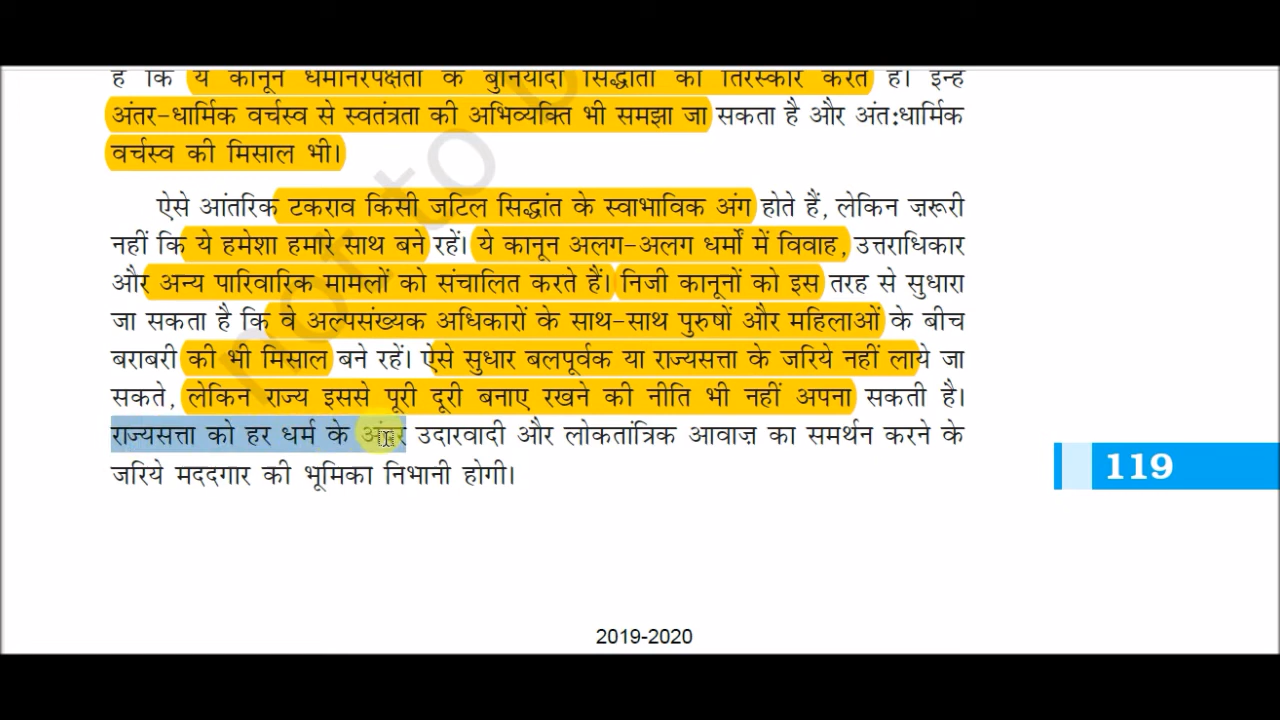 है कि ये कानून धर्मनिरपेक्षता के बुनियादी सिद्धांतों का तिरस्कार करते हैं। इन्हें
अंतर-धार्मिक वर्चस्व से स्वतंत्रता की अभिव्यक्ति भी समझा जा सकता है और अंत:धार्मिक
वर्चस्व की मिसाल भी।
ऐसे आंतरिक टकराव किसी जटिल सिद्धांत के स्वाभाविक अंग होते हैं, लेकिन ज़रूरी
नहीं कि ये हमेशा हमारे साथ बने रहें। ये कानून अलग-अलग धर्मों में विवाह, उत्तराधिकार
और अन्य पारिवारिक मामलों को संचालित करते हैं। निजी कानूनों को इस तरह से सुधारा
जा सकता है कि वे अल्पसंख्यक अधिकारों के साथ-साथ पुरुषों और महिलाओं के बीच
बराबरी की भी मिसाल बने रहें। ऐसे सुधार बलपूर्वक या राज्यसत्ता के जरिये नहीं लाये जा
सकते, लेकिन राज्य इससे पूरी दूरी बनाए रखने की नीति भी नहीं अपना सकती है।
राज्यसत्ता को हर धर्म के अंदर उदारवादी और लोकतांत्रिक आवाज़ का समर्थन करने के
जरिये मददगार की भूमिका निभानी होगी।
119
2019-2020
not to b